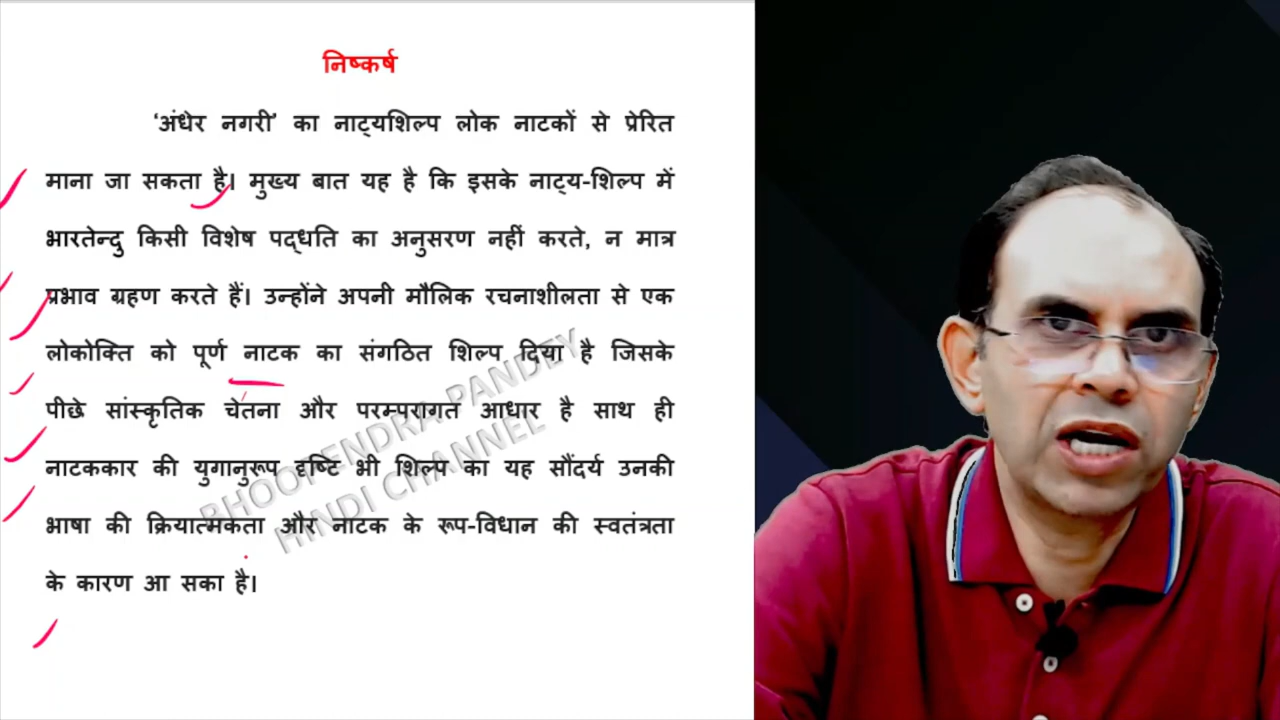 निष्कर्ष
'अंधेर नगरी' का नाट्यशिल्प लोक नाटकों से प्रेरित
माना जा सकता है। मुख्य बात यह है कि इसके नाट्य-शिल्प में
भारतेन्दु किसी विशेष पद्धति का अनुसरण नहीं करते, न मात्र
प्रभाव ग्रहण करते हैं। उन्होंने अपनी मौलिक रचनाशीलता से एक
लोकोक्ति को पूर्ण नाटक का संगठित शिल्प दिया है जिसके
पीछे सांस्कृतिक चेतना और परम्परागत आधार है साथ ही
नाटककार की युगानुरूप दृष्टि भी शिल्प का यह सौंदर्य उनकी
भाषा की क्रियात्मकता और नाटक के रूप-विधान की स्वतंत्रता
के कारण आ सका है।
BHOOPENDRA PANDEY
HINDI CHANNEL